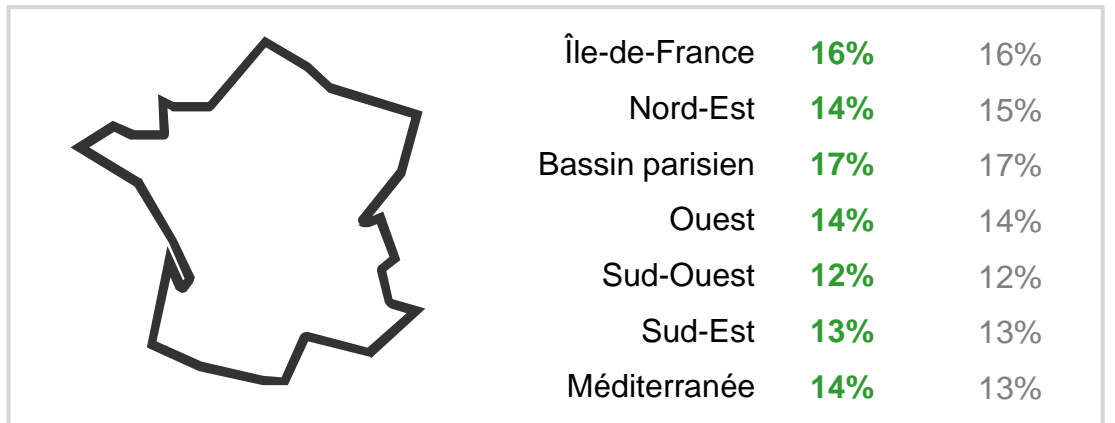 Île-de-France 16% 16%
Nord-Est 14% 15%
Bassin parisien 17% 17%
Ouest 14% 14%
Sud-Ouest 12% 12%
Sud-Est 13% 13%
Méditerranée 14% 13%